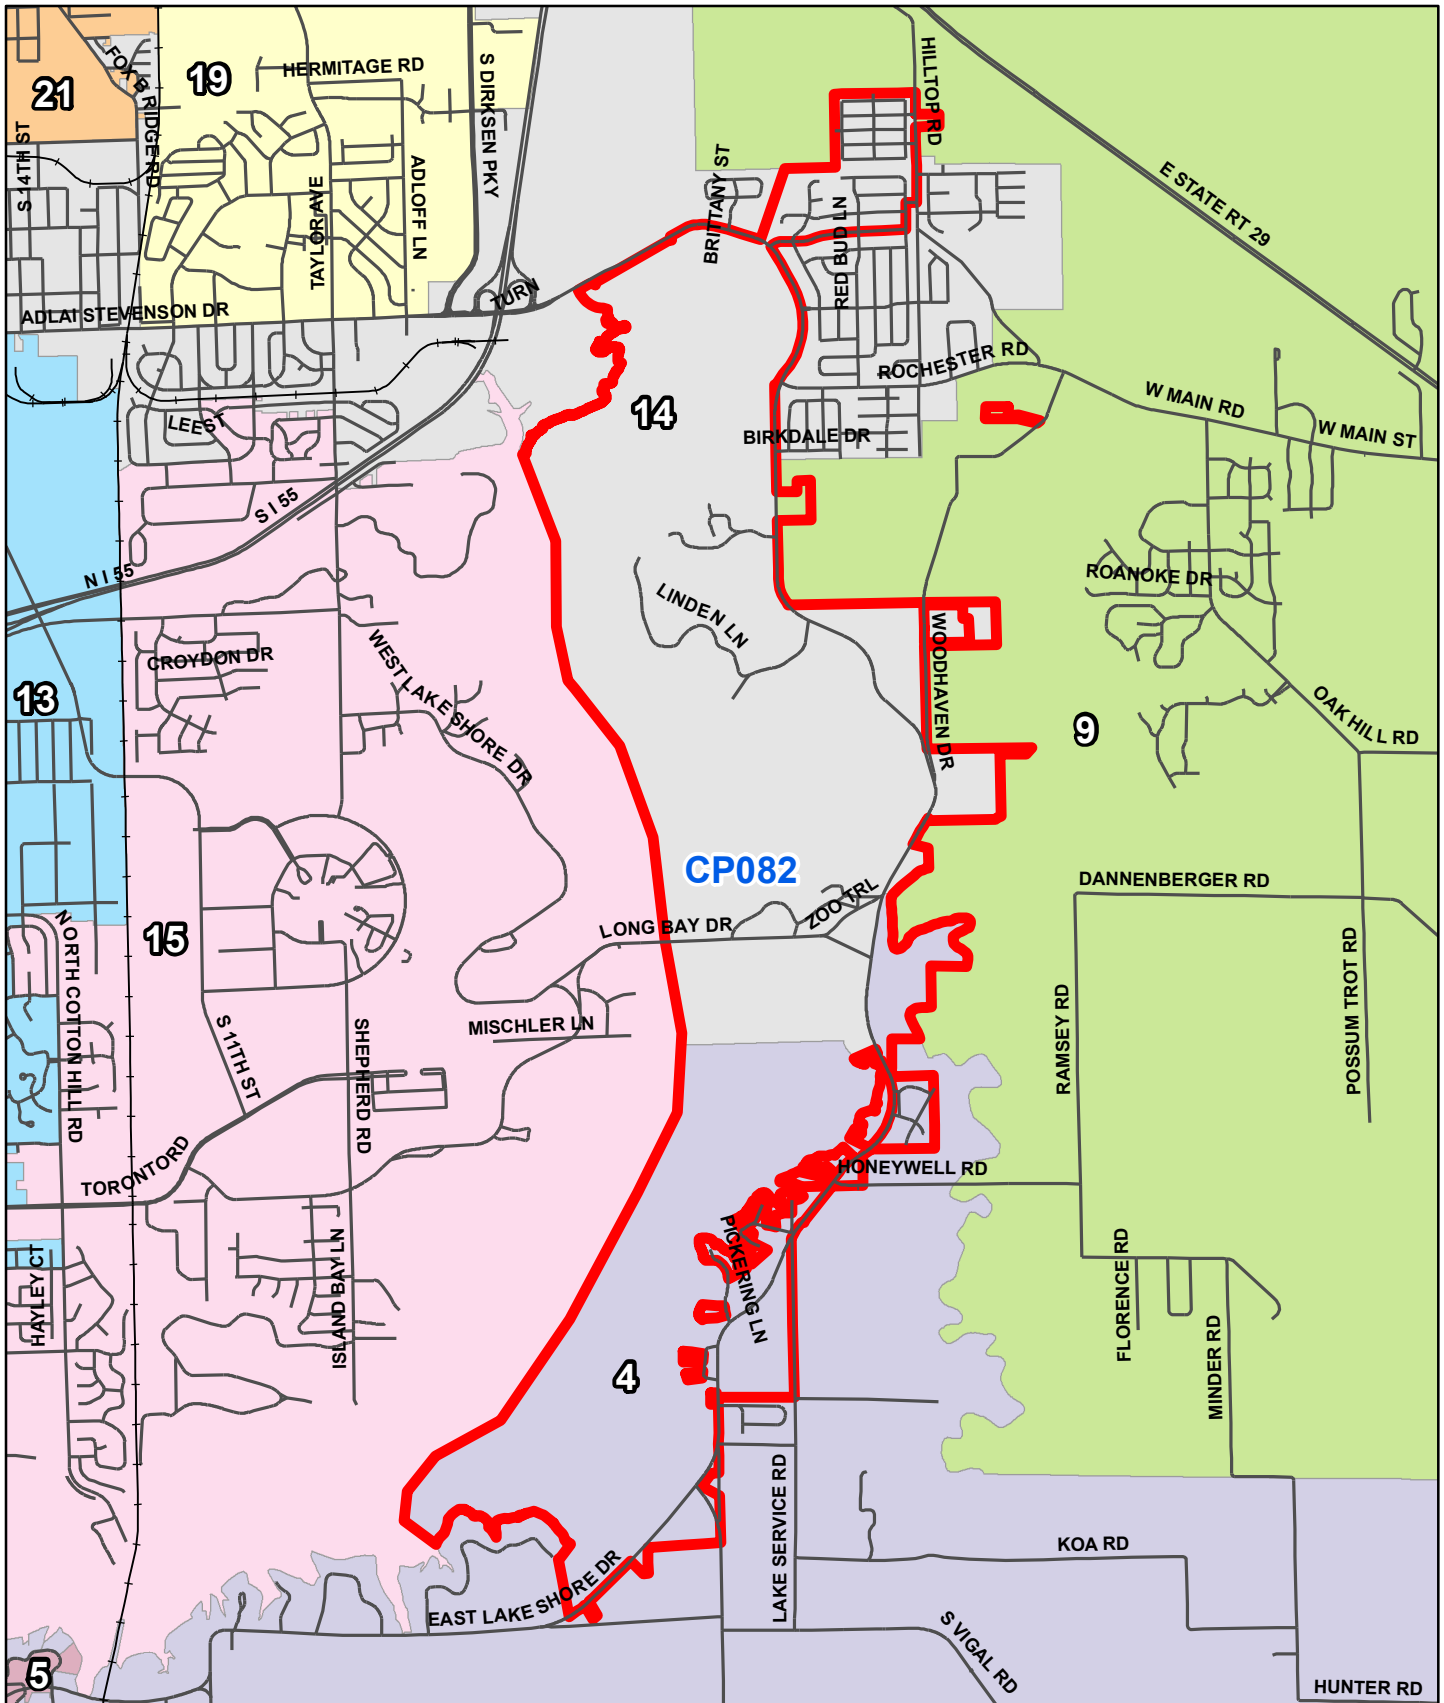 21
19
FOXBRIDGE RD
HERMITAGE RD
S DIRKSEN PKY
HILLTOP RD
S 14TH ST
TAYLOR AVE
ADLOFF LN
BRITTANY ST
E STATE RT 29
RED BUD LN
TURN
ADLAI STEVENSON DR
ROCHESTER RD
W MAIN RD
W MAIN ST
LEEST
14
BIRKDALE DR
S I 55
N I 55
ROANOKE DR
LINDEN LN
WOODHAVEN DR
CROYDON DR
WEST LAKE SHORE DR
13
9
OAK HILL RD
CP082
DANNENBERGER RD
ZOO TRL
LONG BAY DR
15
NORTH COTTON HILL RD
POSSUM TROT RD
RAMSEY RD
S 11TH ST
SHEPHERD RD
MISCHLER LN
TORONTO RD
HONEYWELL RD
PICKERING LN
HAYLEY CT
ISLAND BAY LN
FLORENCE RD
MINDER RD
4
LAKE SERVICE RD
KOA RD
EAST LAKE SHORE DR
S VIGAL RD
5
HUNTER RD